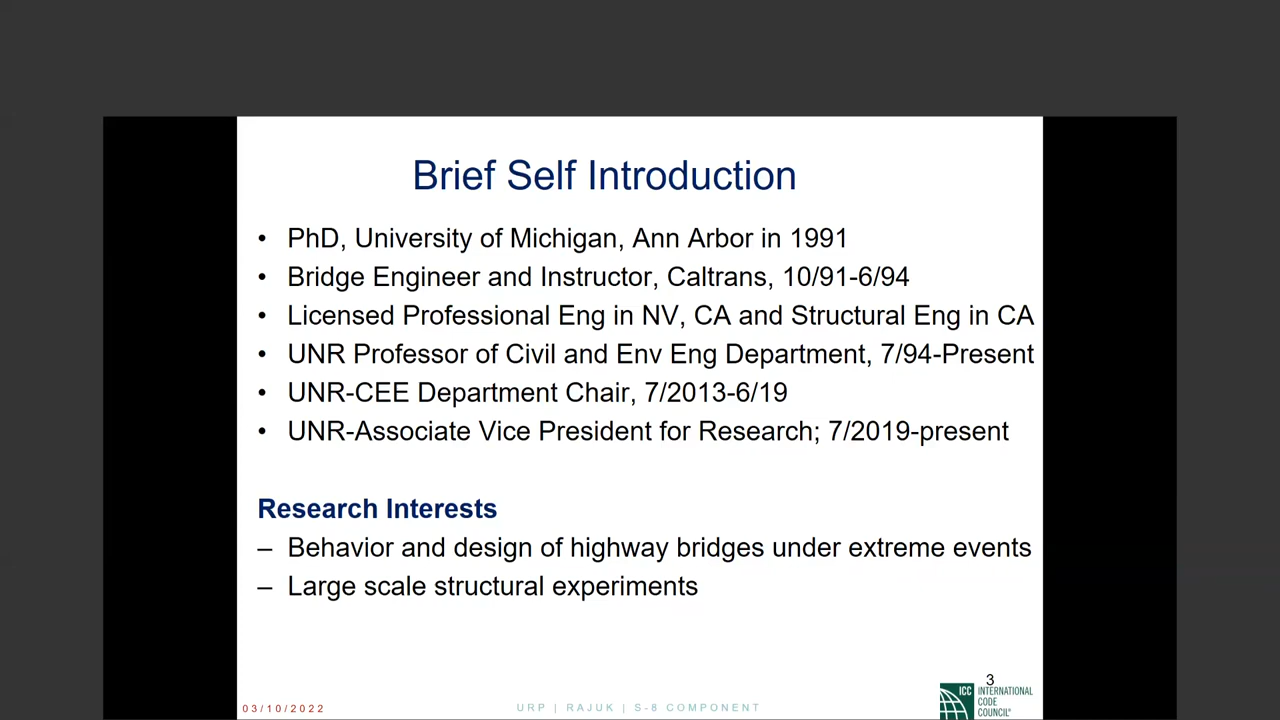 Brief Self Introduction
• PhD, University of Michigan, Ann Arbor in 1991
• Bridge Engineer and Instructor, Caltrans, 10/91-6/94
• Licensed Professional Eng in NV, CA and Structural Eng in CA
• UNR Professor of Civil and Env Eng Department, 7/94-Present
• UNR-CEE Department Chair, 7/2013-6/19
• UNR-Associate Vice President for Research; 7/2019-present
Research Interests
– Behavior and design of highway bridges under extreme events
– Large scale structural experiments
03/10/2022
URP | RAJUK | S-8 COMPONENT
3
ICC INTERNATIONAL
CODE
COUNCIL®